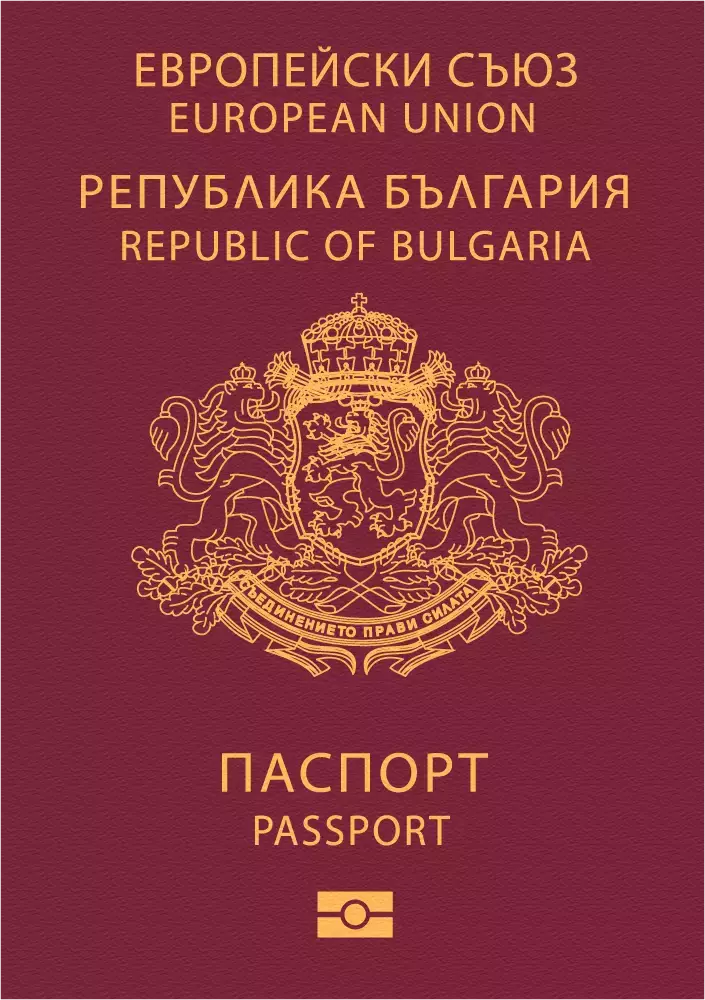 ЕВРОПЕЙСКИ СЪЮЗ
EUROPEAN UNION
РЕПУБЛИКА БЪЛГАРИЯ
REPUBLIC OF BULGARIA
СЪЕДИНЕНИЕТО ПРАВИ СИЛАТА
ПАСПОРТ
PASSPORT